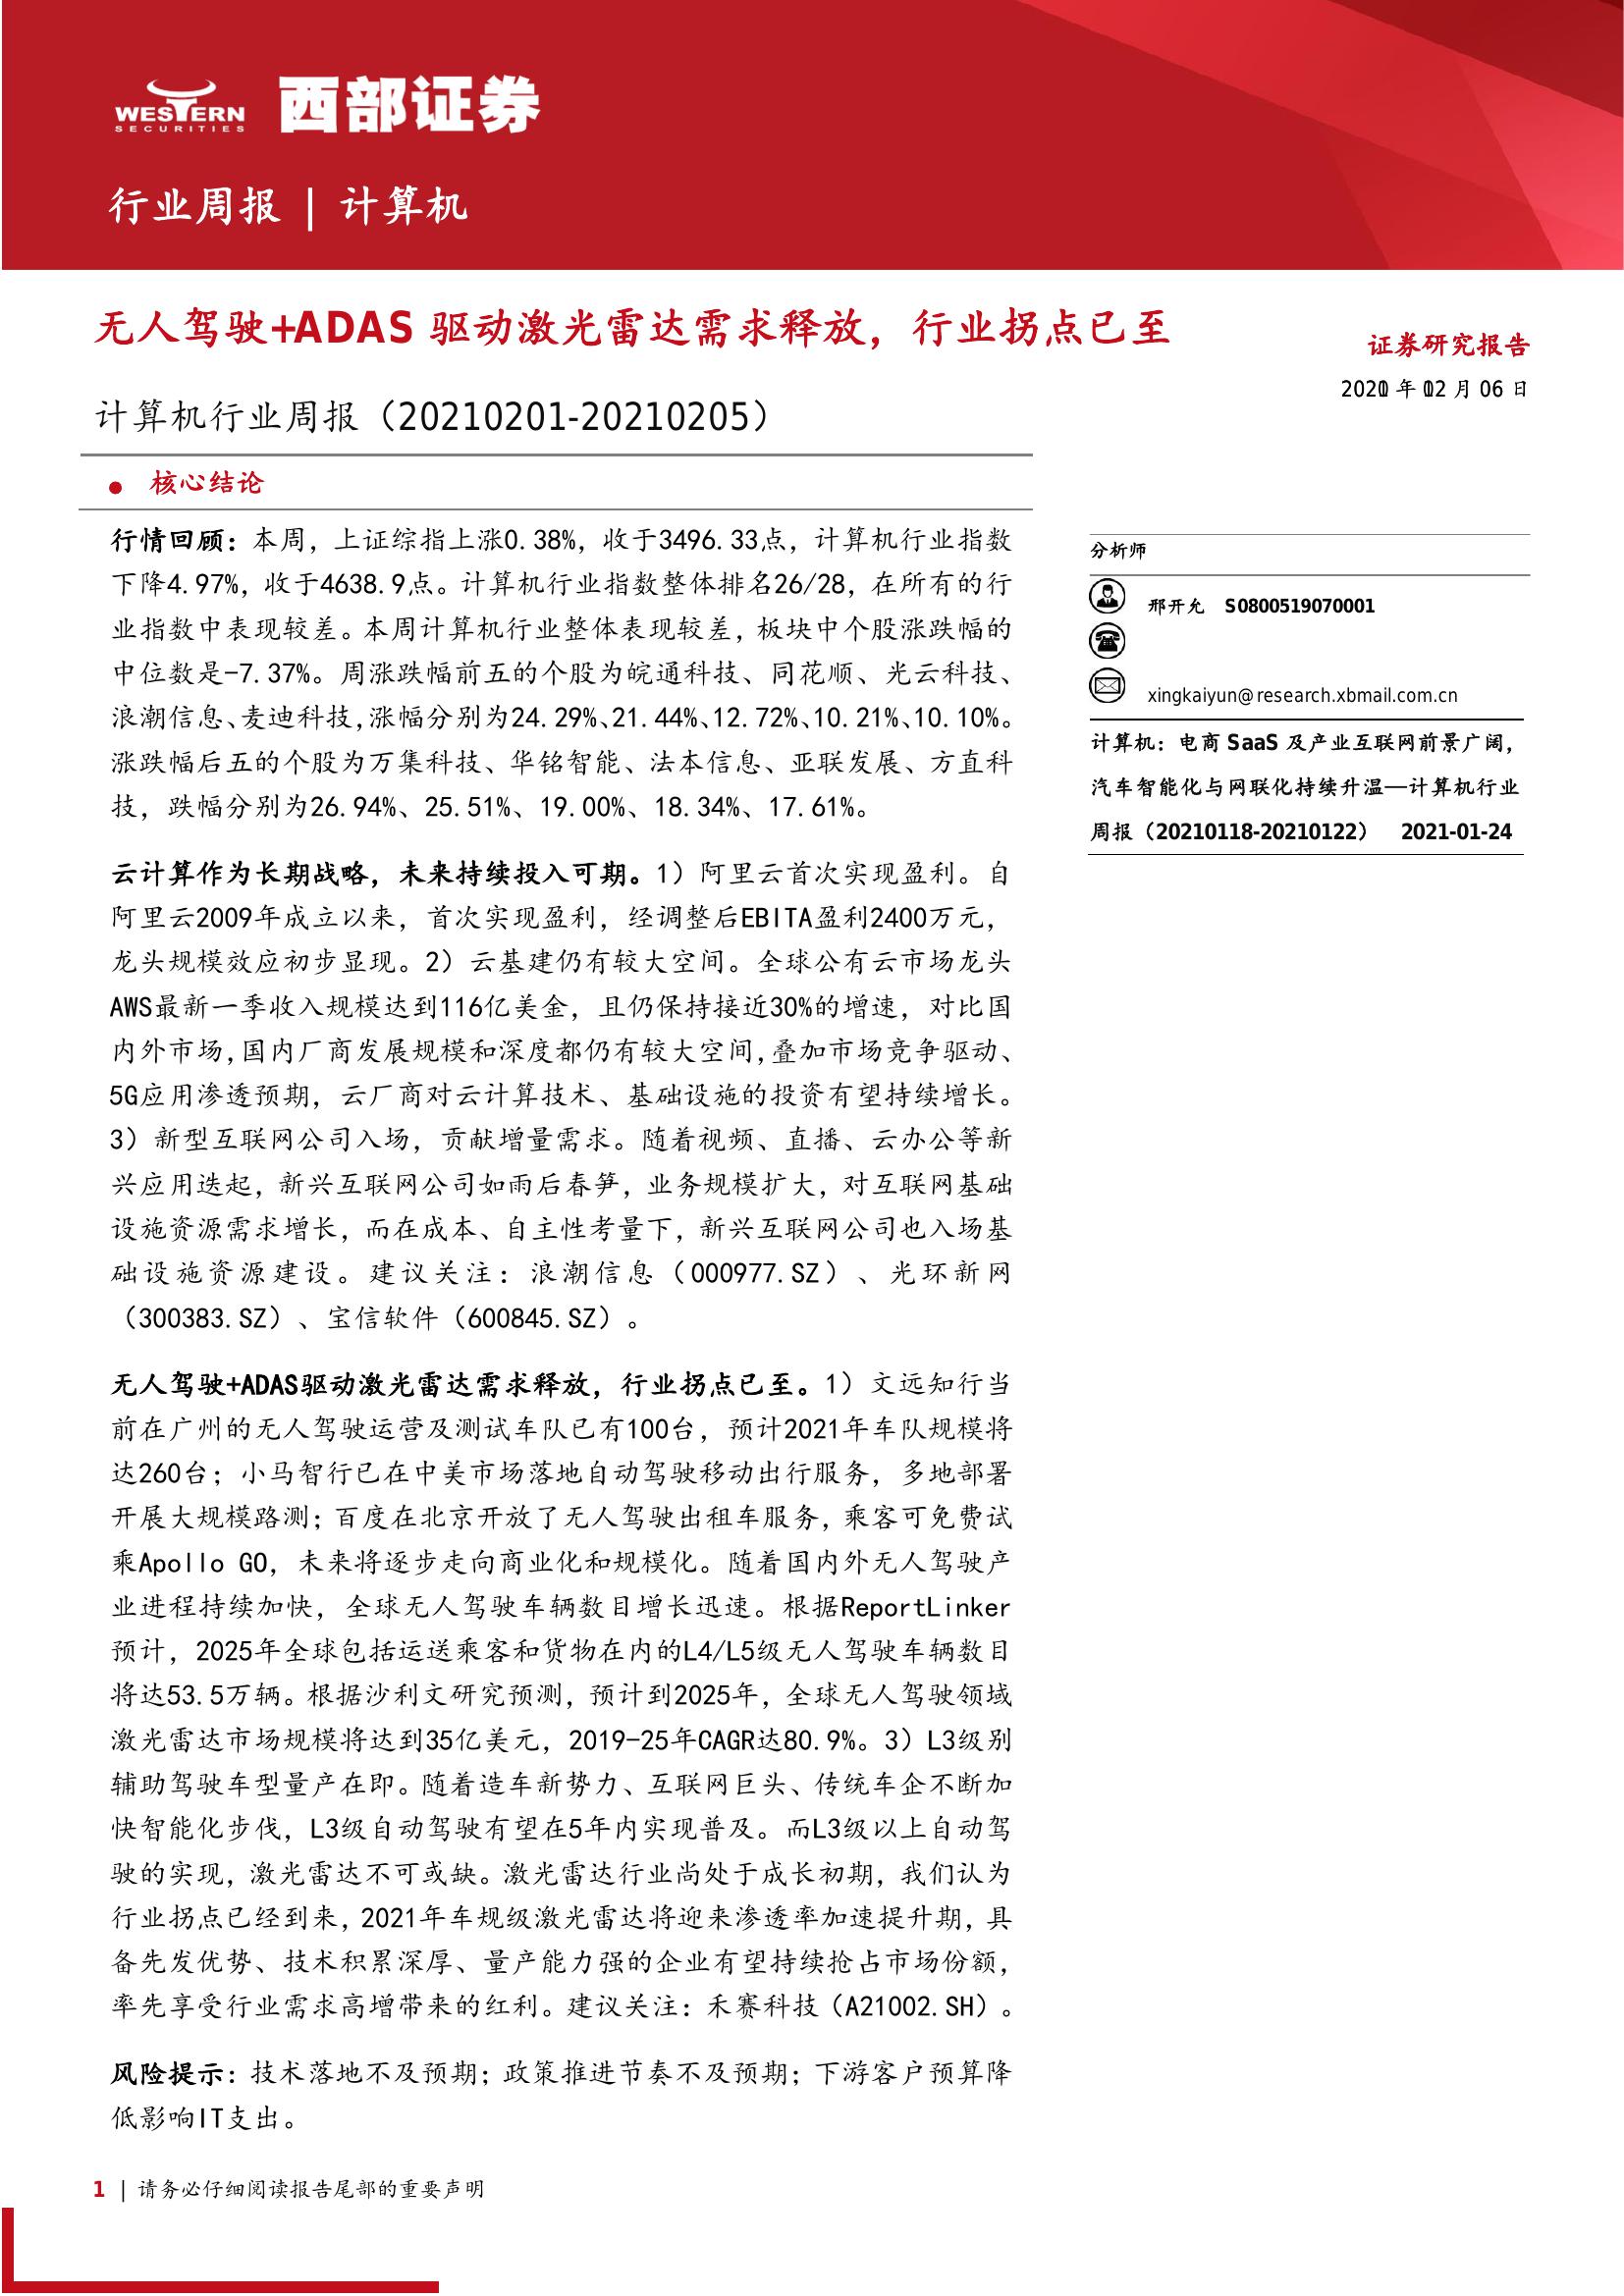 WESTERN
SECURITIES
西部证券
行业周报 | 计算机
无人驾驶+ADAS 驱动激光雷达需求释放，行业拐点已至
证券研究报告
年 月 06 日
计算机行业周报（20210201-20210205）
● 核心结论
行情回顾：本周，上证综指上涨0.38%，收于3496.33点，计算机行业指数
下降4.97%，收于4638.9点。计算机行业指数整体排名26/28，在所有的行
业指数中表现较差。本周计算机行业整体表现较差，板块中个股涨跌幅的
中位数是-7.37%。周涨跌幅前五的个股为皖通科技、同花顺、光云科技、
浪潮信息、麦迪科技，涨幅分别为24.29%、21.44%、12.72%、10.21%、10.10%。
涨跌幅后五的个股为万集科技、华铭智能、法本信息、亚联发展、方直科
技，跌幅分别为26.94%、25.51%、19.00%、18.34%、17.61%。
云计算作为长期战略，未来持续投入可期。1）阿里云首次实现盈利。自
阿里云2009年成立以来，首次实现盈利，经调整后EBITA盈利2400万元，
龙头规模效应初步显现。2）云基建仍有较大空间。全球公有云市场龙头
AWS最新一季收入规模达到116亿美金，且仍保持接近30%的增速，对比国
内外市场，国内厂商发展规模和深度都仍有较大空间，叠加市场竞争驱动、
5G应用渗透预期，云厂商对云计算技术、基础设施的投资有望持续增长。
3）新型互联网公司入场，贡献增量需求。随着视频、直播、云办公等新
兴应用迭起，新兴互联网公司如雨后春笋，业务规模扩大，对互联网基础
设施资源需求增长，而在成本、自主性考量下，新兴互联网公司也入场基
础设施资源建设。建议关注：浪潮信息（000977.SZ）、光环新网
（300383.SZ）、宝信软件（600845.SZ）。
无人驾驶+ADAS驱动激光雷达需求释放，行业拐点已至。1）文远知行当
前在广州的无人驾驶运营及测试车队已有100台，预计2021年车队规模将
达260台；小马智行已在中美市场落地自动驾驶移动出行服务，多地部署
开展大规模路测；百度在北京开放了无人驾驶出租车服务，乘客可免费试
乘Apollo GO，未来将逐步走向商业化和规模化。随着国内外无人驾驶产
业进程持续加快，全球无人驾驶车辆数目增长迅速。根据ReportLinker
预计，2025年全球包括运送乘客和货物在内的L4/L5级无人驾驶车辆数目
将达53.5万辆。根据沙利文研究预测，预计到2025年，全球无人驾驶领域
激光雷达市场规模将达到35亿美元，2019-25年CAGR达80.9%。3）L3级别
辅助驾驶车型量产在即。随着造车新势力、互联网巨头、传统车企不断加
快智能化步伐，L3级自动驾驶有望在5年内实现普及。而L3级以上自动驾
驶的实现，激光雷达不可或缺。激光雷达行业尚处于成长初期，我们认为
行业拐点已经到来，2021年车规级激光雷达将迎来渗透率加速提升期，具
备先发优势、技术积累深厚、量产能力强的企业有望持续抢占市场份额，
率先享受行业需求高增带来的红利。建议关注：禾赛科技（A21002.SH）。
风险提示：技术落地不及预期；政策推进节奏不及预期；下游客户预算降
低影响IT支出。
分析师
邢开允 S0800519070001
xingkaiyun@research.xbmail.com.cn
计算机：电商 SaaS 及产业互联网前景广阔，
汽车智能化与网联化持续升温—计算机行业
周报（20210118-20210122） 2021-01-24
1 | 请务必仔细阅读报告尾部的重要声明